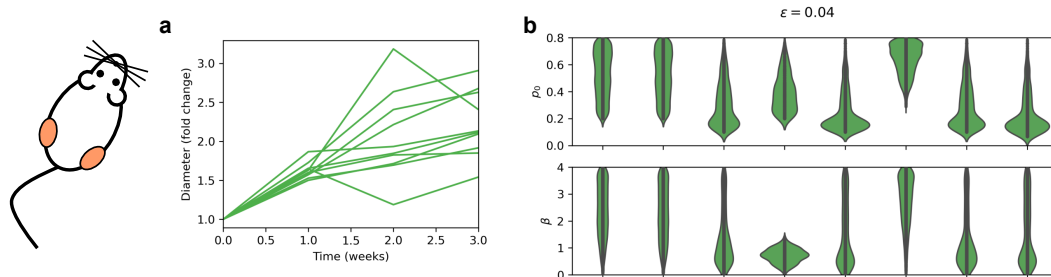 a
Diameter (fold change)
3.0
2.5
2.0
1.5
1.0
0.0 0.5 1.0 1.5 2.0 2.5 3.0
Time (weeks)
b
ε = 0.04
p₀
0.8
0.6
0.4
0.2
0.0
β
4
3
2
1
0